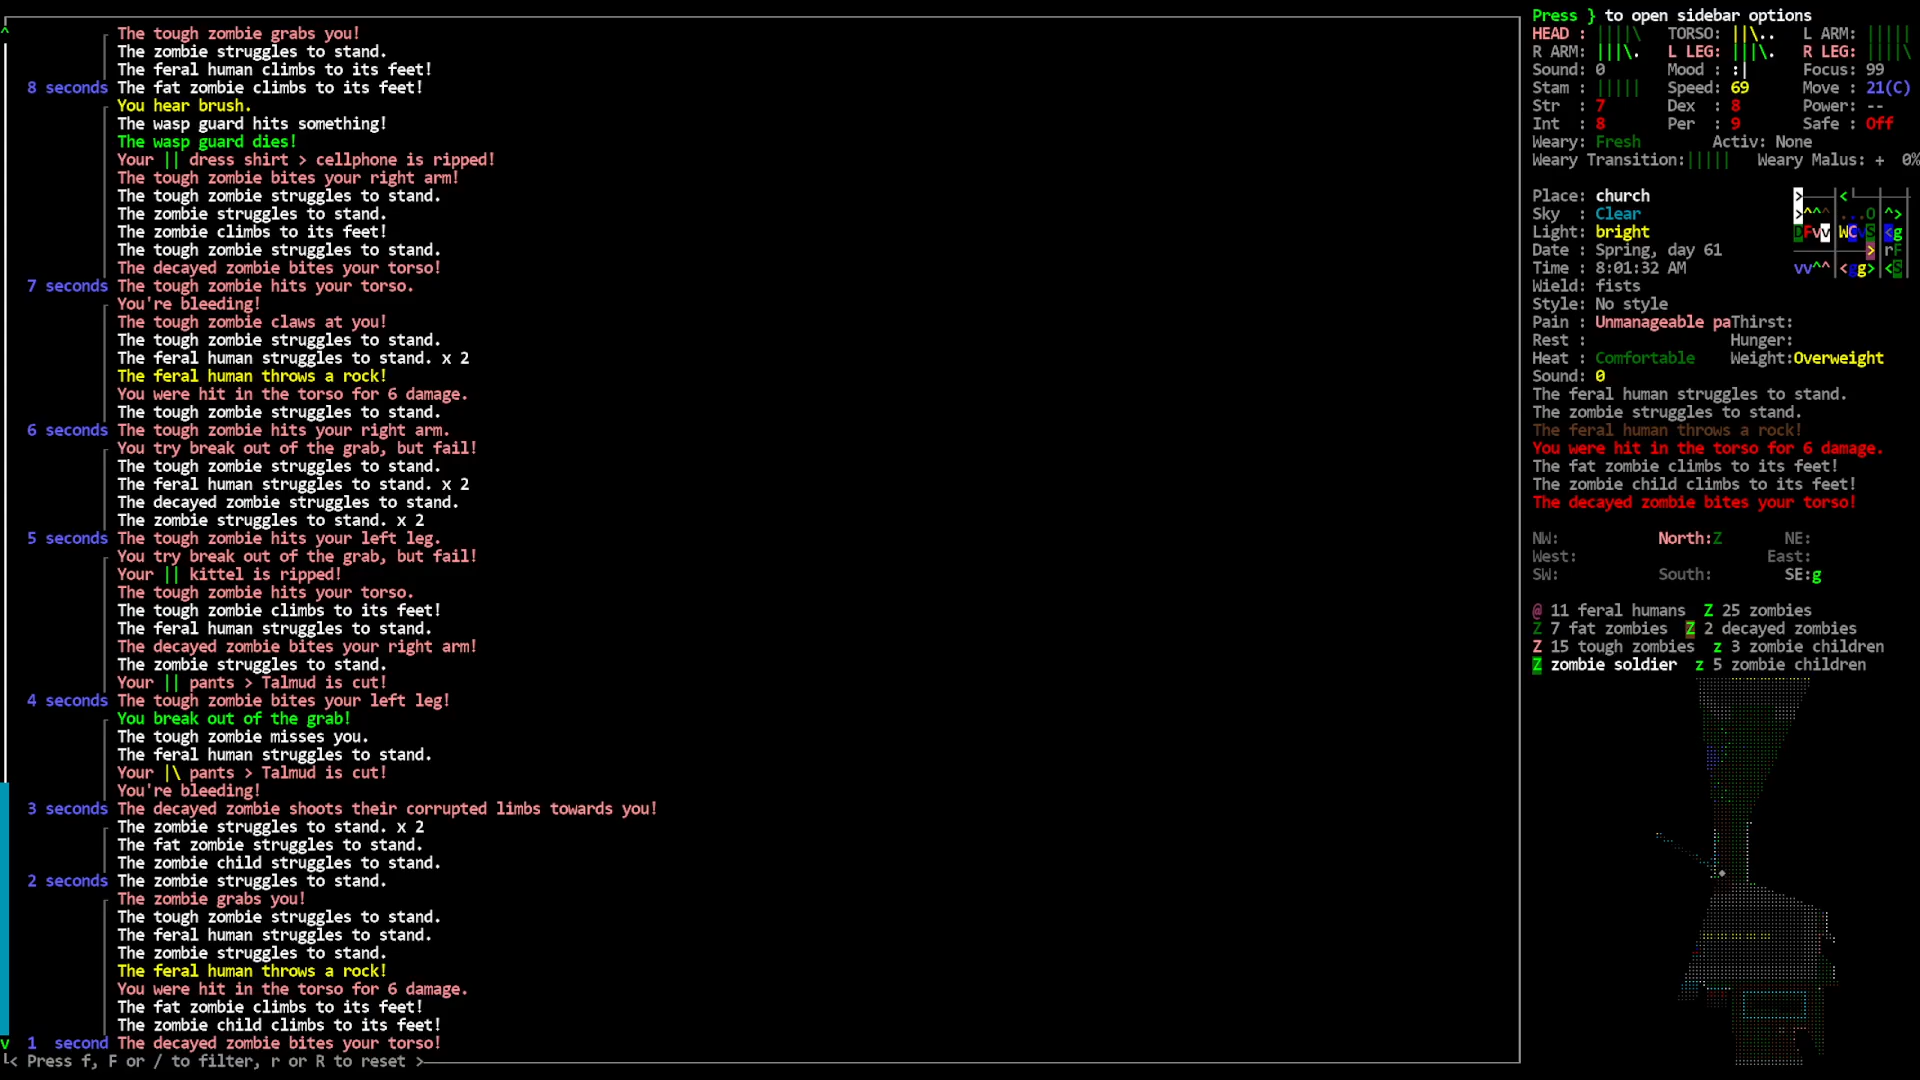 The tough zombie grabs you!
The zombie struggles to stand.
The feral human climbs to its feet!
8 seconds The fat zombie climbs to its feet!
You hear brush.
The wasp guard hits something!
The wasp guard dies!
Your || dress shirt > cellphone is ripped!
The tough zombie bites your right arm!
The tough zombie struggles to stand.
The zombie struggles to stand.
The zombie climbs to its feet!
The tough zombie struggles to stand.
The decayed zombie bites your torso!
7 seconds The tough zombie hits your torso.
You're bleeding!
The tough zombie claws at you!
The tough zombie struggles to stand.
The feral human struggles to stand. x 2
The feral human throws a rock!
You were hit in the torso for 6 damage.
The tough zombie struggles to stand.
6 seconds The tough zombie hits your right arm.
You try break out of the grab, but fail!
The tough zombie struggles to stand.
The feral human struggles to stand. x 2
The decayed zombie struggles to stand.
The zombie struggles to stand. x 2
5 seconds The tough zombie hits your left leg.
You try break out of the grab, but fail!
Your || kittel is ripped!
The tough zombie hits your torso.
The tough zombie climbs to its feet!
The feral human struggles to stand.
The decayed zombie bites your right arm!
The zombie struggles to stand.
Your || pants > Talmud is cut!
4 seconds The tough zombie bites your left leg!
You break out of the grab!
The tough zombie misses you.
The feral human struggles to stand.
Your |\ pants > Talmud is cut!
You're bleeding!
3 seconds The decayed zombie shoots their corrupted limbs towards you!
The zombie struggles to stand. x 2
The fat zombie struggles to stand.
The zombie child struggles to stand.
2 seconds The zombie struggles to stand.
The zombie grabs you!
The tough zombie struggles to stand.
The feral human struggles to stand.
The zombie struggles to stand.
The feral human throws a rock!
You were hit in the torso for 6 damage.
The fat zombie climbs to its feet!
The zombie child climbs to its feet!
1 second The decayed zombie bites your torso!
< Press f, F or / to filter, r or R to reset >
Press } to open sidebar options
HEAD : ||||\ TORSO: ||\.. L ARM: |||||
R ARM: |||\. L LEG: |||\. R LEG: ||||\
Sound: 0 Mood : :| Focus: 99
Stam : ||||| Speed: 69 Move : 21(C)
Str : 7 Dex : 8 Power: --
Int : 8 Per : 9 Safe : Off
Weary: Fresh Activ: None
Weary Transition:||||| Weary Malus: + 0%
Place: church
Sky : Clear
Light: bright
Date : Spring, day 61
Time : 8:01:32 AM
Wield: fists
Style: No style
Pain : Unmanageable paThirst:
Rest : Hunger:
Heat : Comfortable Weight:Overweight
Sound: 0
The feral human struggles to stand.
The zombie struggles to stand.
The feral human throws a rock!
You were hit in the torso for 6 damage.
The fat zombie climbs to its feet!
The zombie child climbs to its feet!
The decayed zombie bites your torso!
NW: North:Z NE:
West: East:
SW: South: SE:g
@ 11 feral humans Z 25 zombies
Z 7 fat zombies Z 2 decayed zombies
Z 15 tough zombies z 3 zombie children
Z zombie soldier z 5 zombie children